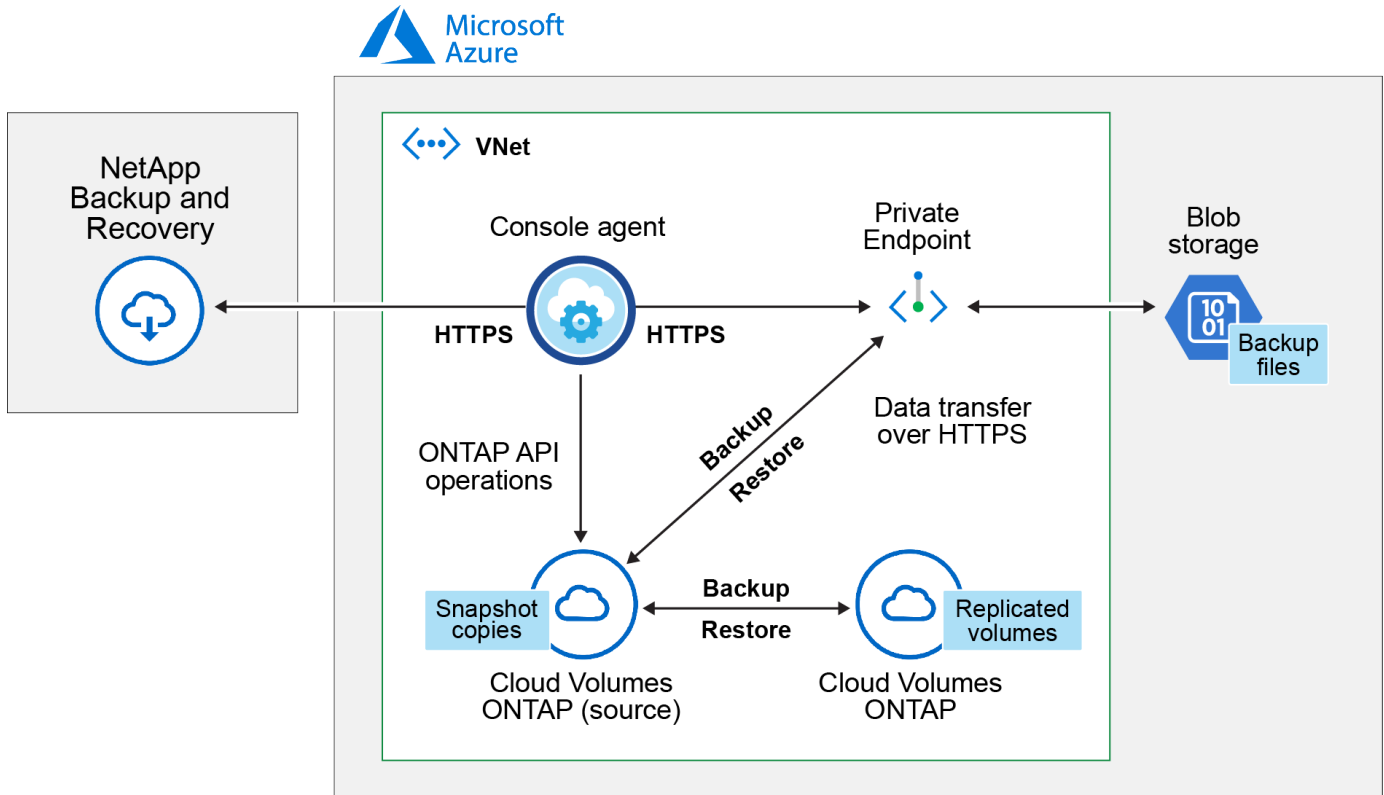 Microsoft
Azure
NetApp
Backup and
Recovery
VNet
Console agent
Private
Endpoint
Blob
storage
HTTPS
HTTPS
10
01
Backup
files
ONTAP API
operations
Backup
Restore
Data transfer
over HTTPS
Snapshot
copies
Backup
Restore
Replicated
volumes
Cloud Volumes
ONTAP (source)
Cloud Volumes
ONTAP